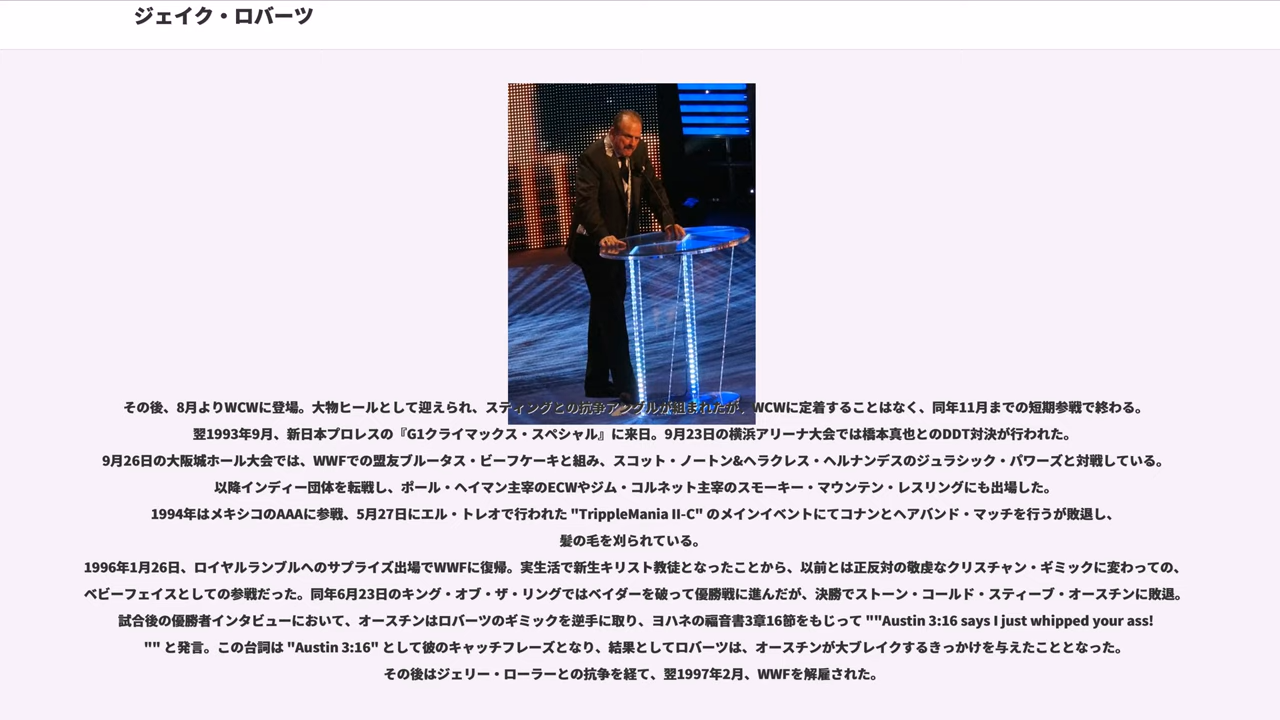 ジェイク・ロバーツ
その後、8月よりWCWに登場。大物ヒールとして迎えられ、スティングとの抗争アングルが組まれたが、WCWに定着することはなく、同年11月までの短期参戦で終わる。
翌1993年9月、新日本プロレスの『G1クライマックス・スペシャル』に来日。9月23日の横浜アリーナ大会では橋本真也とのDDT対決が行われた。
9月26日の大阪城ホール大会では、WWFでの盟友ブルータス・ビーフケーキと組み、スコット・ノートン&ヘラクレス・ヘルナンデスのジュラシック・パワーズと対戦している。
以降インディー団体を転戦し、ポール・ヘイマン主宰のECWやジム・コルネット主宰のスモーキー・マウンテン・レスリングにも出場した。
1994年はメキシコのAAAに参戦、5月27日にエル・トレオで行われた "TrippleMania II-C" のメインイベントにてコナンとヘアバンド・マッチを行うが敗退し、
髪の毛を刈られている。
1996年1月26日、ロイヤルランブルへのサプライズ出場でWWFに復帰。実生活で新生キリスト教徒となったことから、以前とは正反対の敬虔なクリスチャン・ギミックに変わっての、
ベビーフェイスとしての参戦だった。同年6月23日のキング・オブ・ザ・リングではベイダーを破って優勝戦に進んだが、決勝でストーン・コールド・スティーブ・オースチンに敗退。
試合後の優勝者インタビューにおいて、オースチンはロバーツのギミックを逆手に取り、ヨハネの福音書3章16節をもじって ""Austin 3:16 says I just whipped your ass!
"" と発言。この台詞は "Austin 3:16" として彼のキャッチフレーズとなり、結果としてロバーツは、オースチンが大ブレイクするきっかけを与えたこととなった。
その後はジェリー・ローラーとの抗争を経て、翌1997年2月、WWFを解雇された。